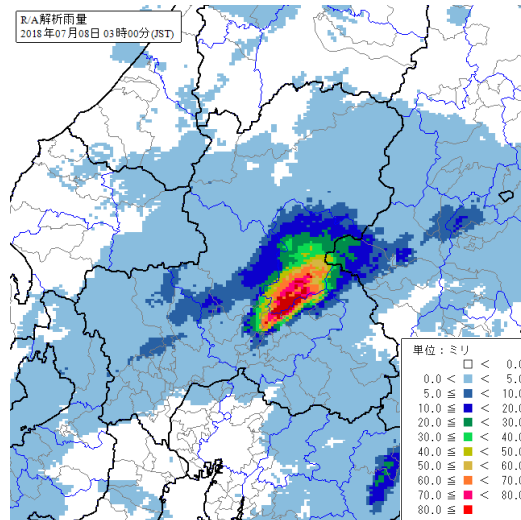 R/A解析雨量
2018年07月08日 03時00分(JST)
単位：ミリ
< 0.0
0.0 < < 5.0
5.0 ≦ < 10.0
10.0 ≦ < 20.0
20.0 ≦ < 30.0
30.0 ≦ < 40.0
40.0 ≦ < 50.0
50.0 ≦ < 60.0
60.0 ≦ < 70.0
70.0 ≦ < 80.0
80.0 ≦